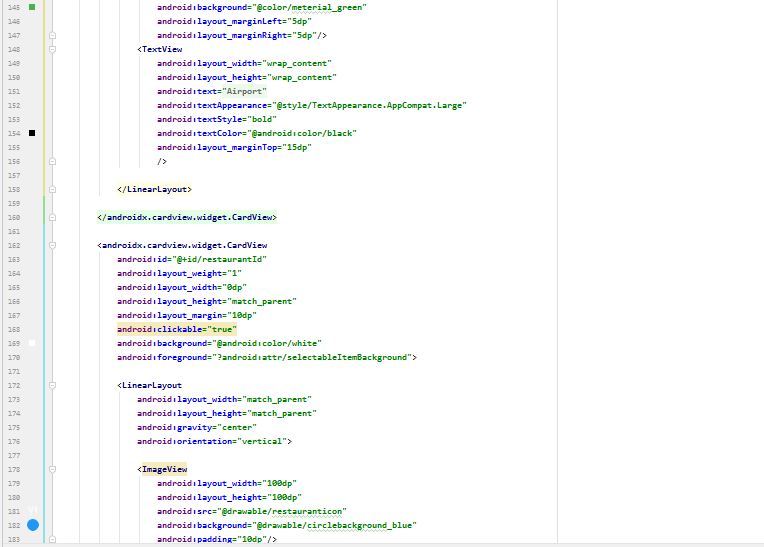 145 android:background="@color/meterial_green"
146 android:layout_marginLeft="5dp"
147 android:layout_marginRight="5dp"/>
148 <TextView
149 android:layout_width="wrap_content"
150 android:layout_height="wrap_content"
151 android:text="Airport"
152 android:textAppearance="@style/TextAppearance.AppCompat.Large"
153 android:textStyle="bold"
154 android:textColor="@android:color/black"
155 android:layout_marginTop="15dp"
156 />
157
158 </LinearLayout>
159
160 </androidx.cardview.widget.CardView>
161
162 <androidx.cardview.widget.CardView
163 android:id="@+id/restaurantId"
164 android:layout_weight="1"
165 android:layout_width="0dp"
166 android:layout_height="match_parent"
167 android:layout_margin="10dp"
168 android:clickable="true"
169 android:background="@android:color/white"
170 android:foreground="?android:attr/selectableItemBackground">
171
172 <LinearLayout
173 android:layout_width="match_parent"
174 android:layout_height="match_parent"
175 android:gravity="center"
176 android:orientation="vertical">
177
178 <ImageView
179 android:layout_width="100dp"
180 android:layout_height="100dp"
181 android:src="@drawable/restauranticon"
182 android:background="@drawable/circlebackground_blue"
183 android:padding="10dp"/>